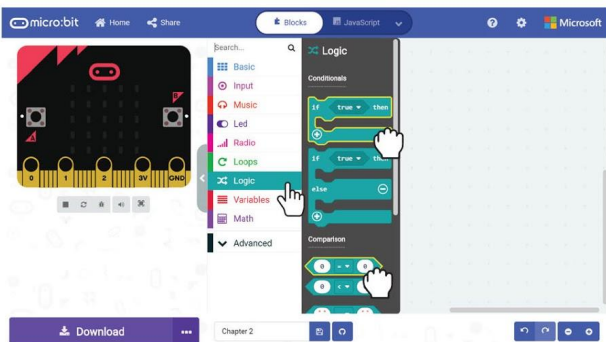 micro:bit Home Share Blocks JavaScript Microsoft
Search...
Basic
Input
Music
Led
Radio
Loops
Logic
Variables
Math
Advanced
Logic
Conditionals
if true then
if true then
else
Comparison
0 = 0
0 < 0
0 1 2 3V GND
A
B
Download
Chapter 2